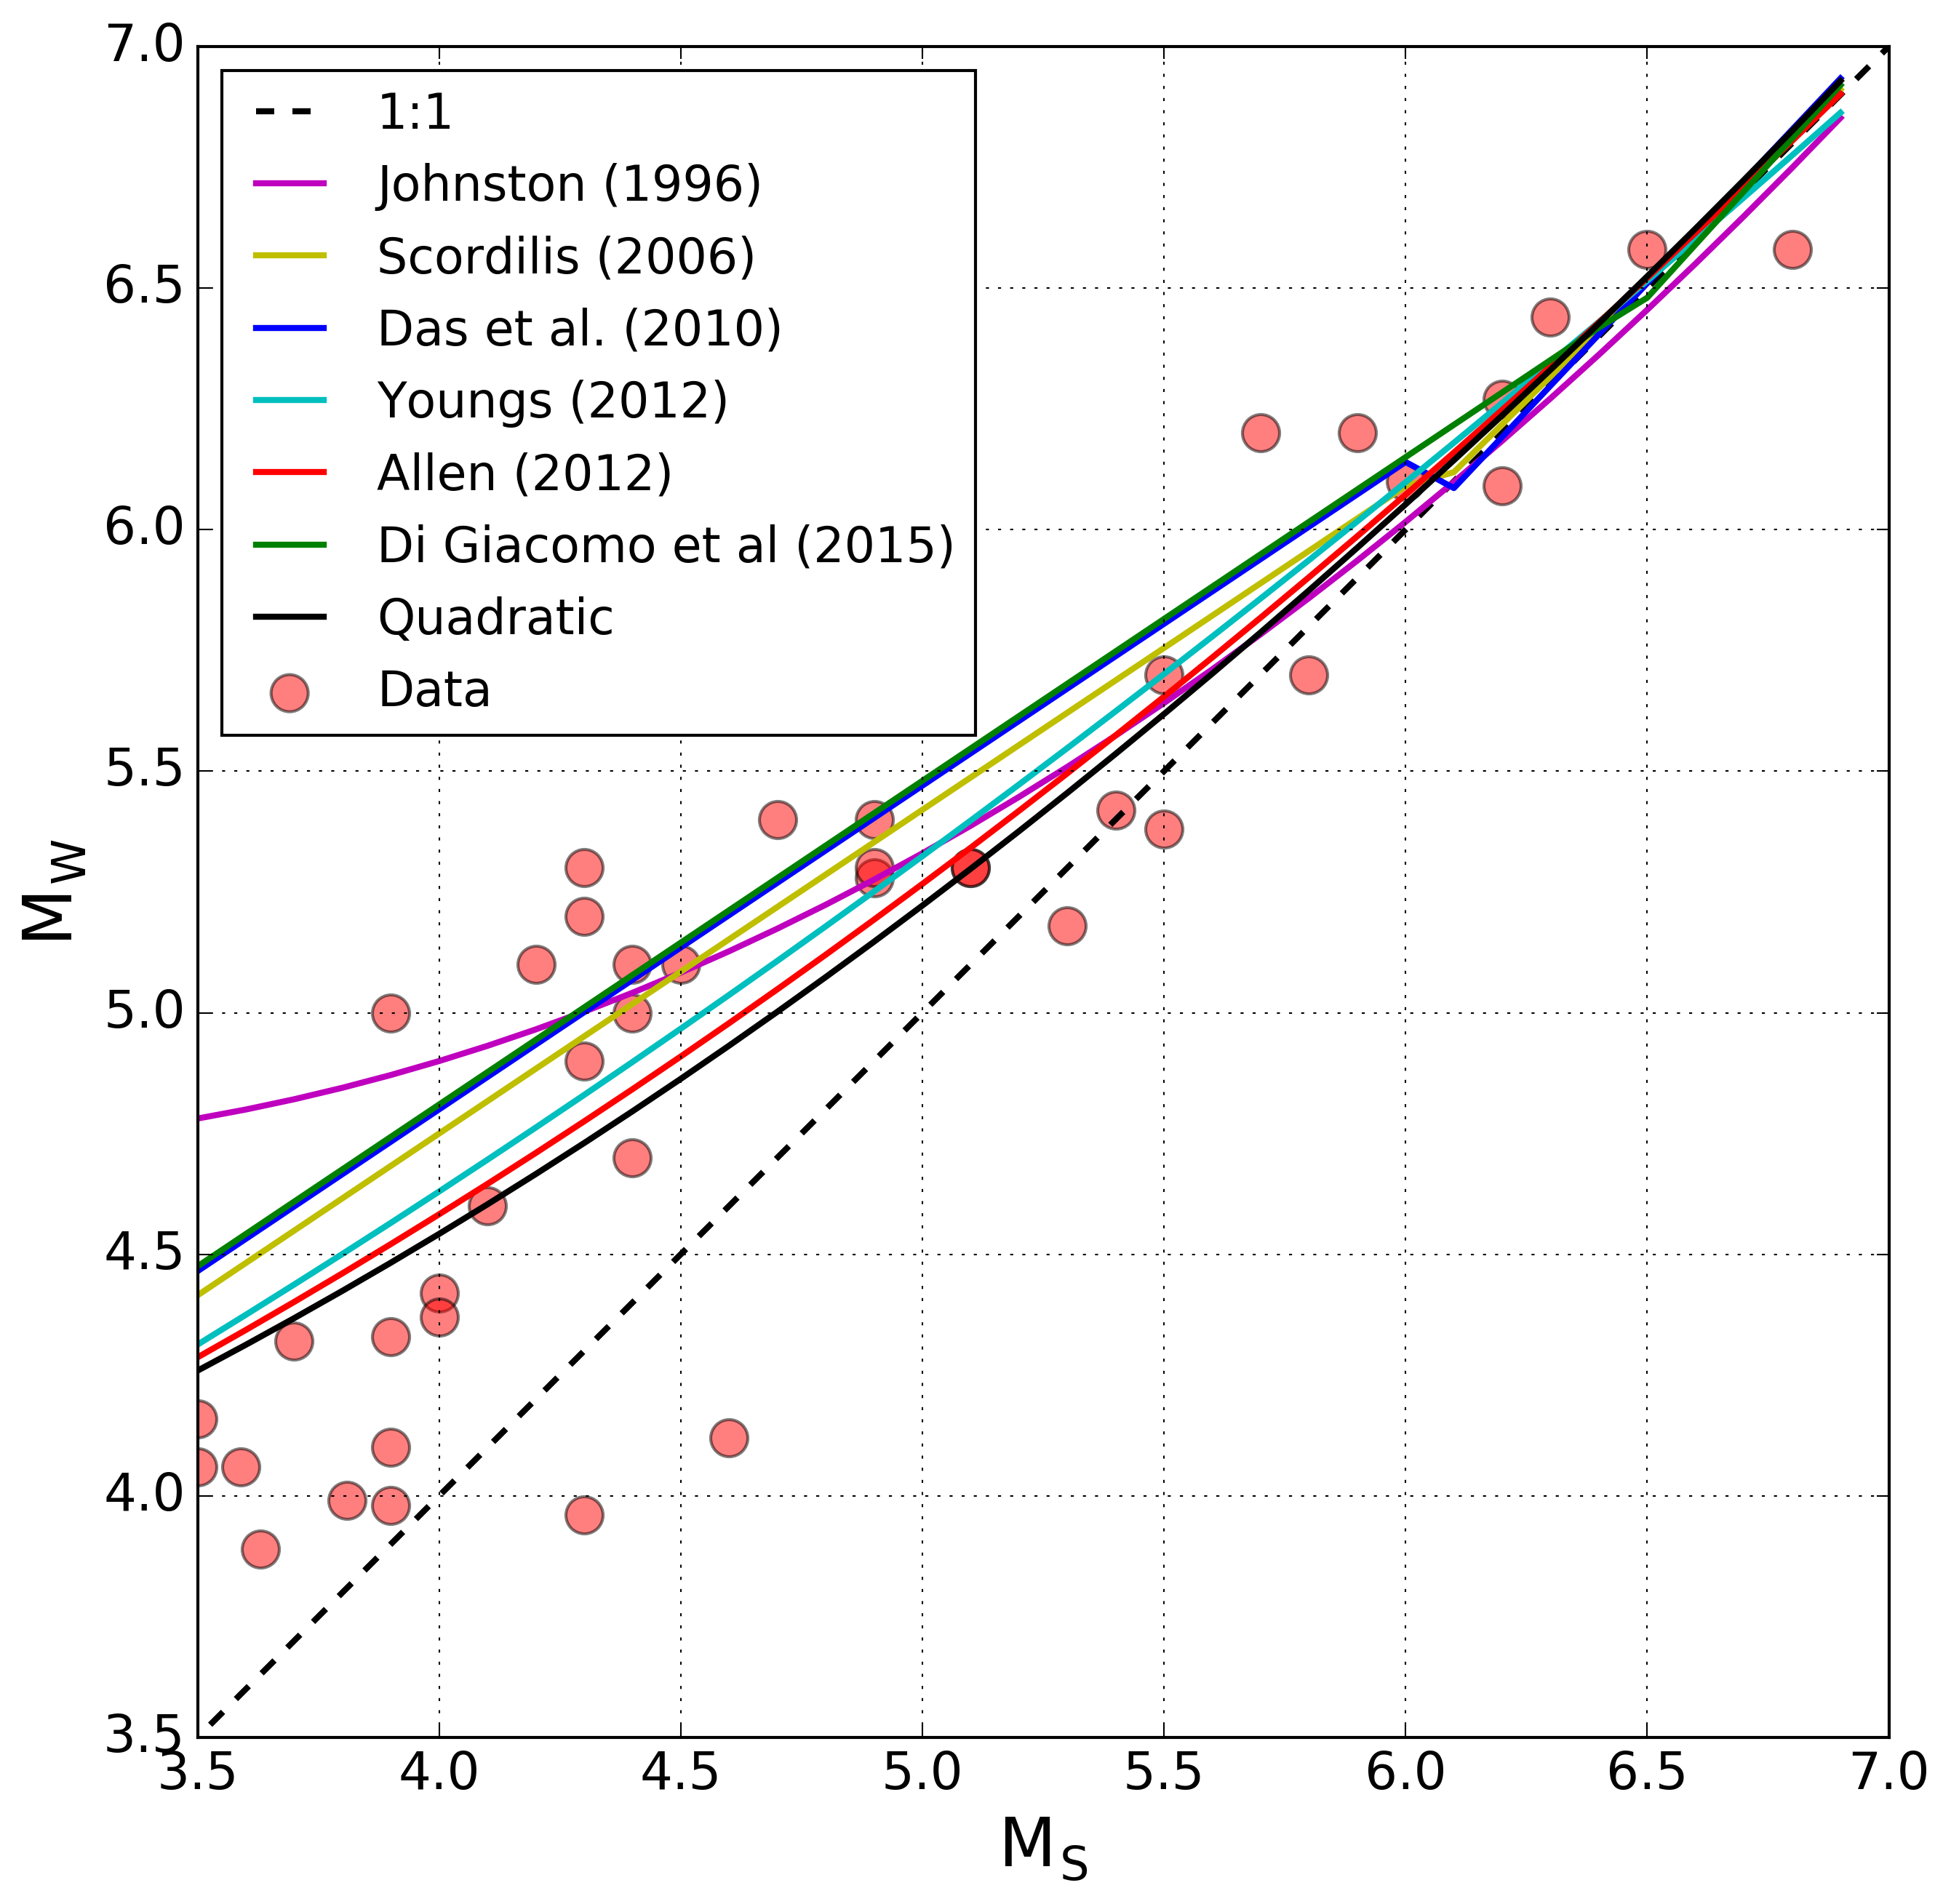 7.0
6.5
6.0
5.5
5.0
4.5
4.0
3.5
M_W
1:1
Johnston (1996)
Scordilis (2006)
Das et al. (2010)
Youngs (2012)
Allen (2012)
Di Giacomo et al (2015)
Quadratic
Data
3.5 4.0 4.5 5.0 5.5 6.0 6.5 7.0
M_S